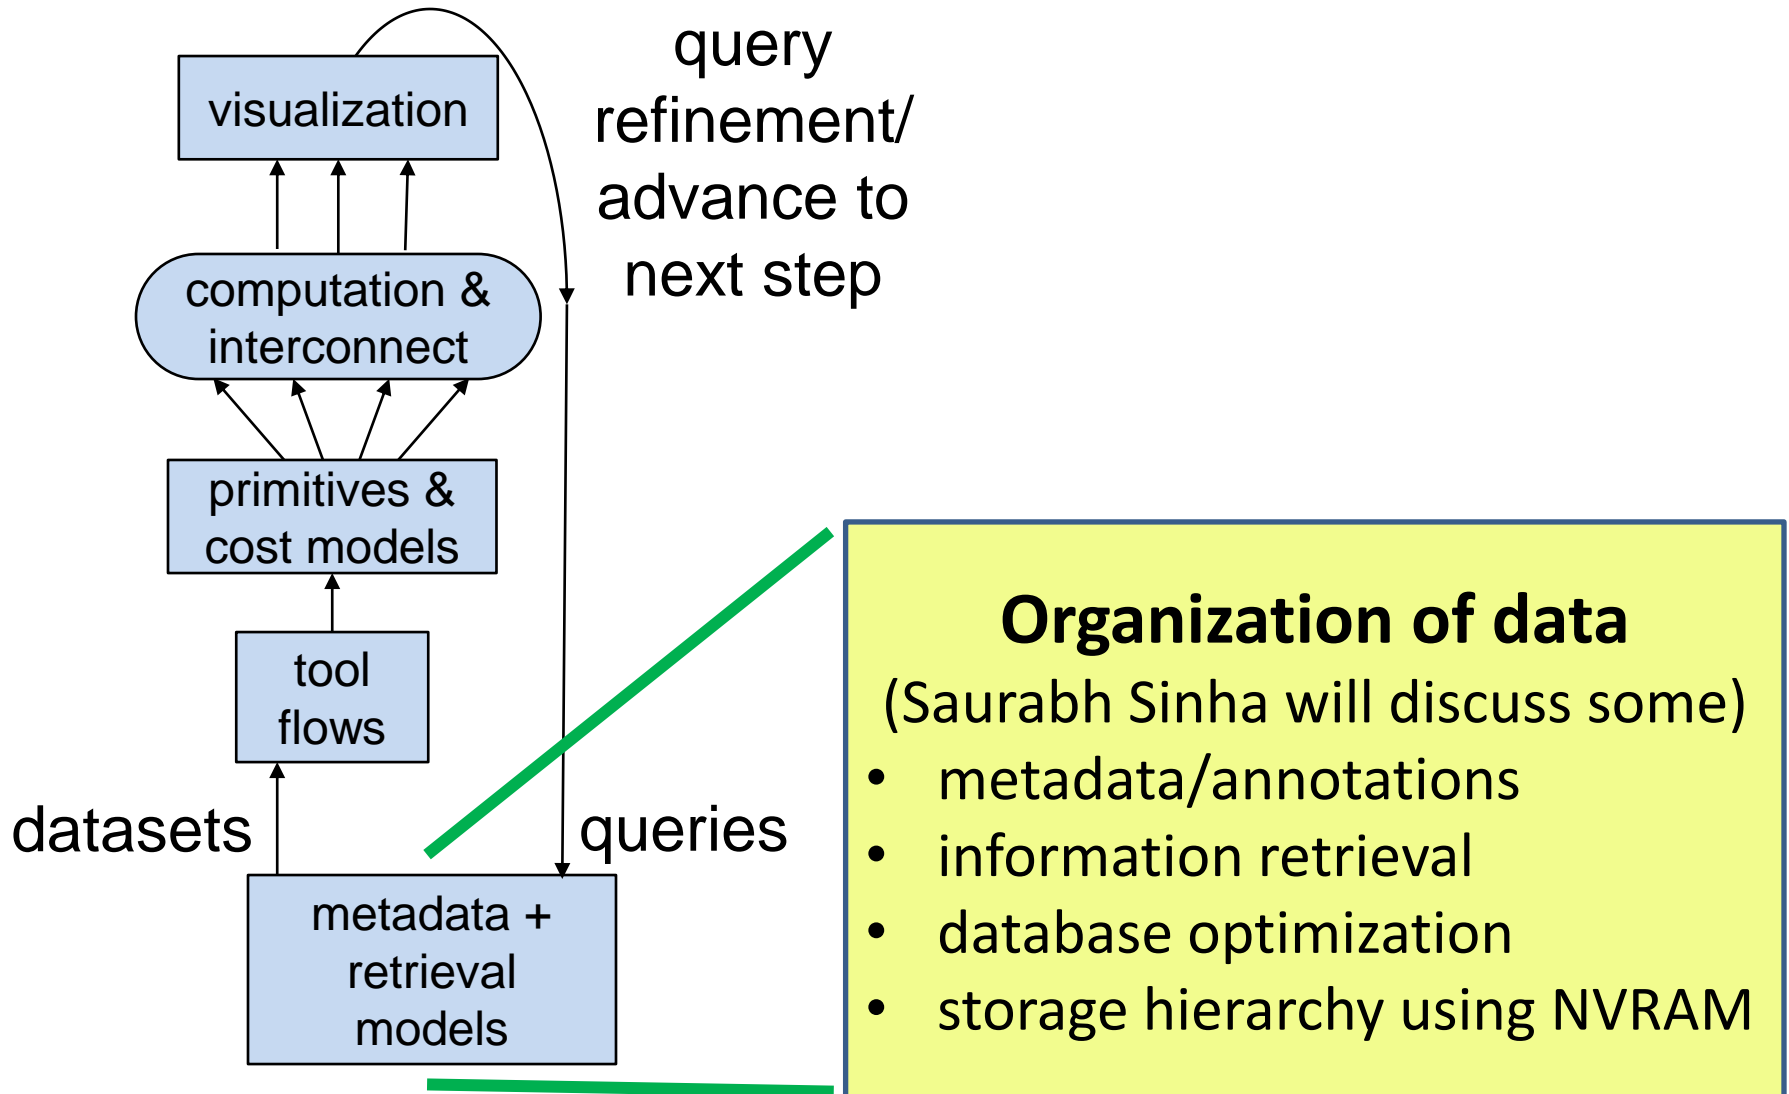 visualization
query
refinement/
advance to
next step
computation &
interconnect
primitives &
cost models
tool
flows
datasets
queries
metadata +
retrieval
models
Organization of data
(Saurabh Sinha will discuss some)
• metadata/annotations
• information retrieval
• database optimization
• storage hierarchy using NVRAM